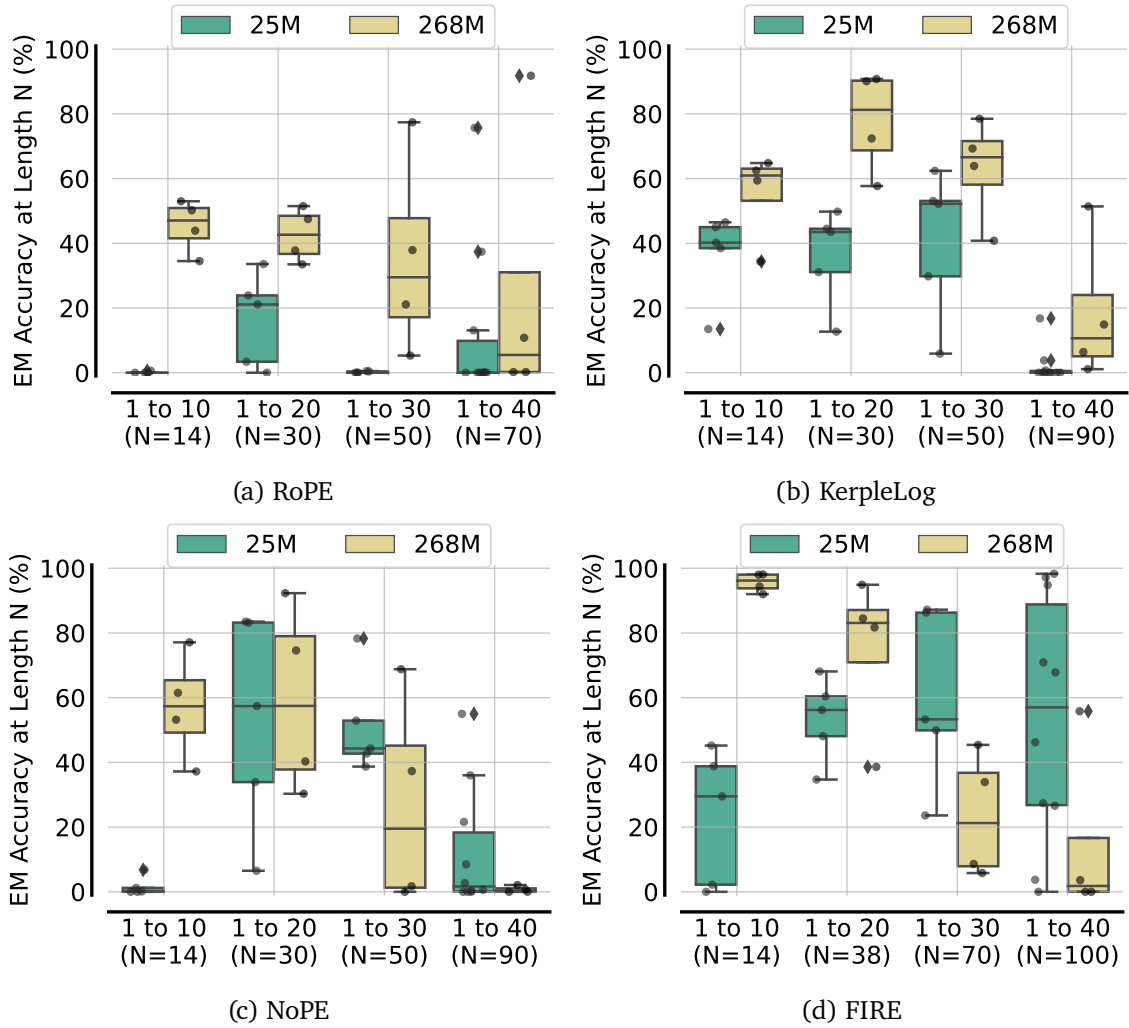 25M 268M
EM Accuracy at Length N (%)
100
80
60
40
20
0
1 to 10 1 to 20 1 to 30 1 to 40
(N=14) (N=30) (N=50) (N=70)
(a) RoPE
25M 268M
EM Accuracy at Length N (%)
100
80
60
40
20
0
1 to 10 1 to 20 1 to 30 1 to 40
(N=14) (N=30) (N=50) (N=90)
(b) KerpleLog
25M 268M
EM Accuracy at Length N (%)
100
80
60
40
20
0
1 to 10 1 to 20 1 to 30 1 to 40
(N=14) (N=30) (N=50) (N=90)
(c) NoPE
25M 268M
EM Accuracy at Length N (%)
100
80
60
40
20
0
1 to 10 1 to 20 1 to 30 1 to 40
(N=14) (N=38) (N=70) (N=100)
(d) FIRE